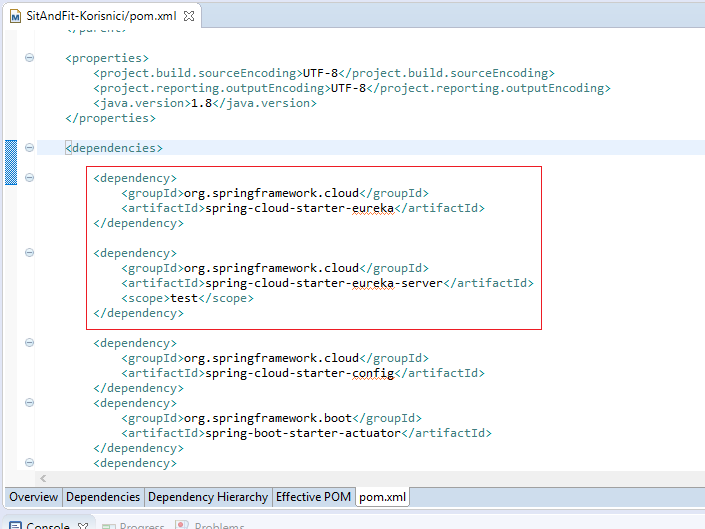 SitAndFit-Korisnici/pom.xml
</parent>
<properties>
<project.build.sourceEncoding>UTF-8</project.build.sourceEncoding>
<project.reporting.outputEncoding>UTF-8</project.reporting.outputEncoding>
<java.version>1.8</java.version>
</properties>
<dependencies>
<dependency>
<groupId>org.springframework.cloud</groupId>
<artifactId>spring-cloud-starter-eureka</artifactId>
</dependency>
<dependency>
<groupId>org.springframework.cloud</groupId>
<artifactId>spring-cloud-starter-eureka-server</artifactId>
<scope>test</scope>
</dependency>
<dependency>
<groupId>org.springframework.cloud</groupId>
<artifactId>spring-cloud-starter-config</artifactId>
</dependency>
<dependency>
<groupId>org.springframework.boot</groupId>
<artifactId>spring-boot-starter-actuator</artifactId>
</dependency>
<dependency>
Overview Dependencies Dependency Hierarchy Effective POM pom.xml
Console Progress Problems